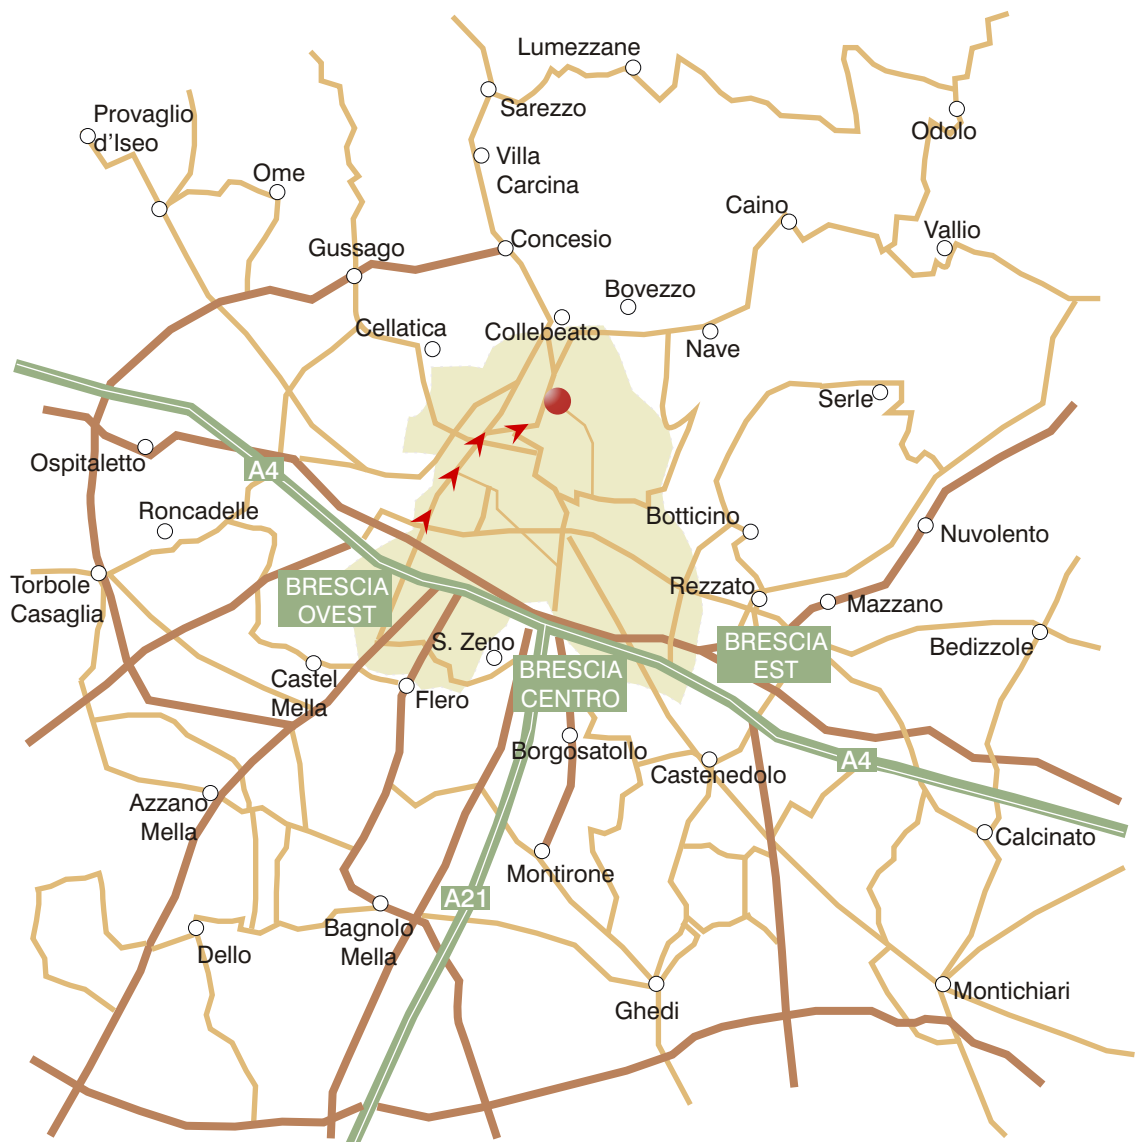 Lumezzane
Sarezzo
Provaglio
d'Iseo
Odolo
Villa
Carcina
Ome
Caino
Vallio
Concesio
Gussago
Bovezzo
Cellatica
Collebeato
Nave
Serle
Ospitaletto
A4
Roncadelle
Botticino
Nuvolento
Torbole
Casaglia
BRESCIA
OVEST
Rezzato
Mazzano
S. Zeno
BRESCIA
EST
Bedizzole
BRESCIA
CENTRO
Castel
Mella
Flero
Borgosatollo
Castenedolo
A4
Azzano
Mella
Calcinato
Montirone
A21
Bagnolo
Mella
Dello
Ghedi
Montichiari